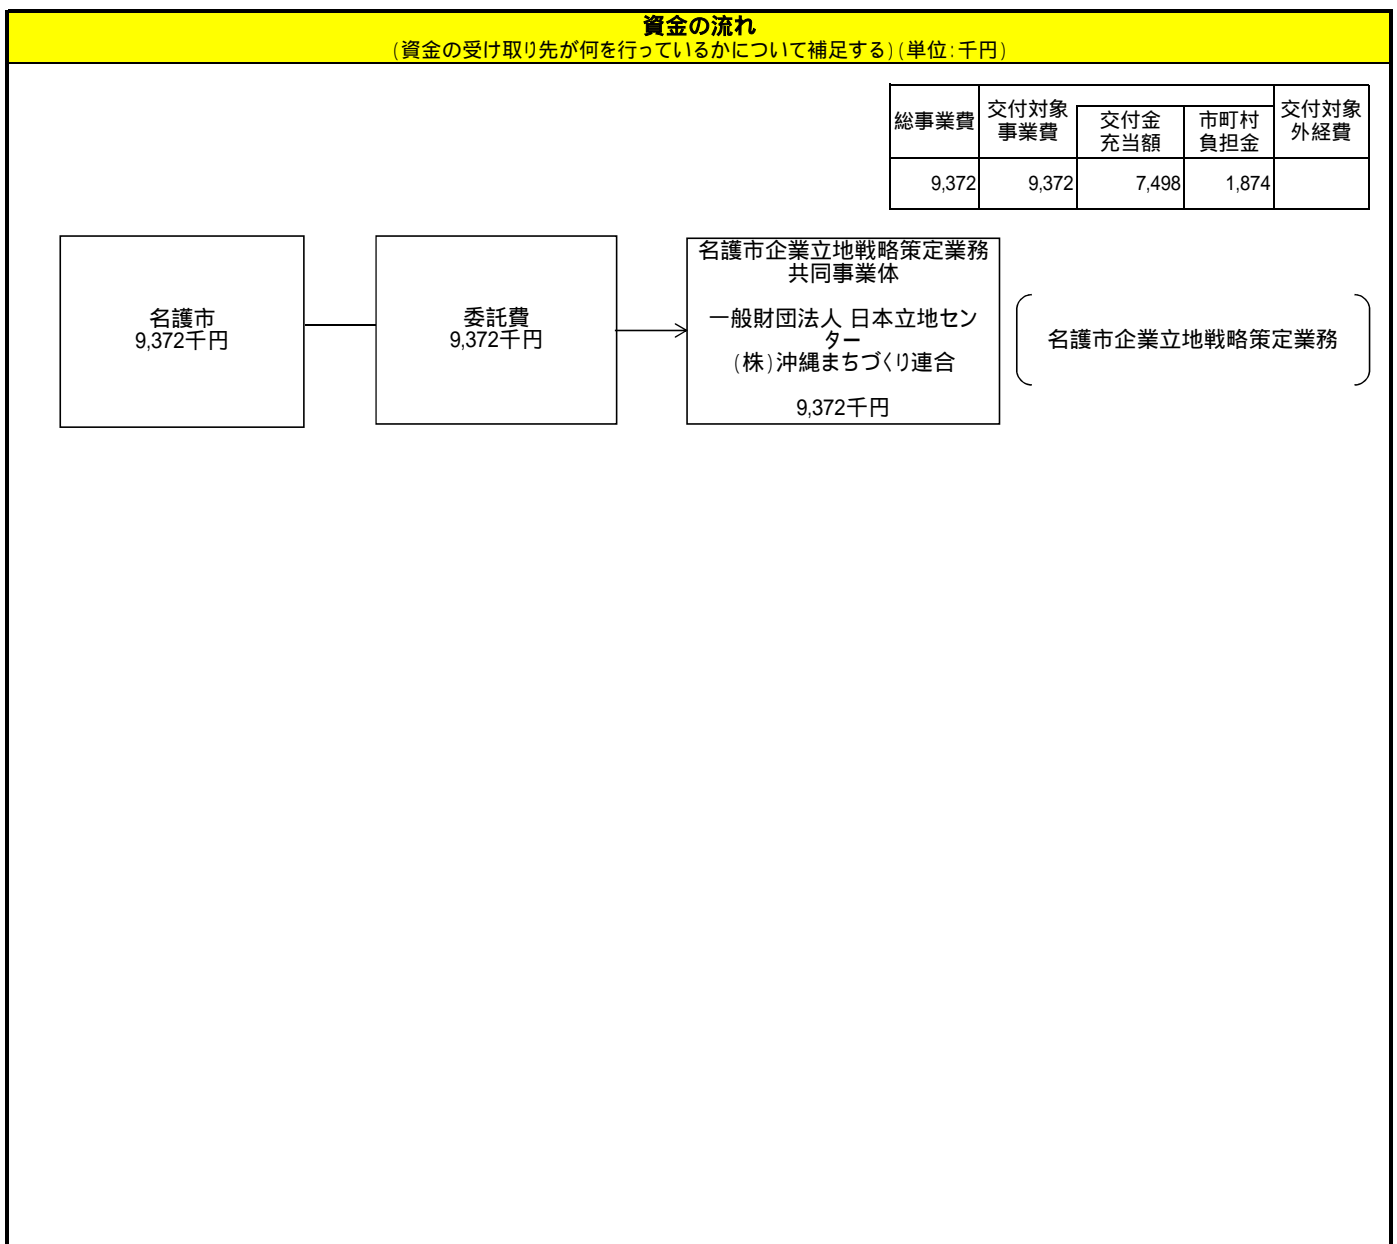 資金の流れ
(資金の受け取り先が何を行っているかについて補足する)(単位:千円)
総事業費
交付対象
事業費
交付金
充当額
市町村
負担金
交付対象
外経費
9,372
9,372
7,498
1,874
名護市
9,372千円
委託費
9,372千円
名護市企業立地戦略策定業務
共同事業体
一般財団法人 日本立地セン
ター
(株)沖縄まちづくり連合
9,372千円
名護市企業立地戦略策定業務